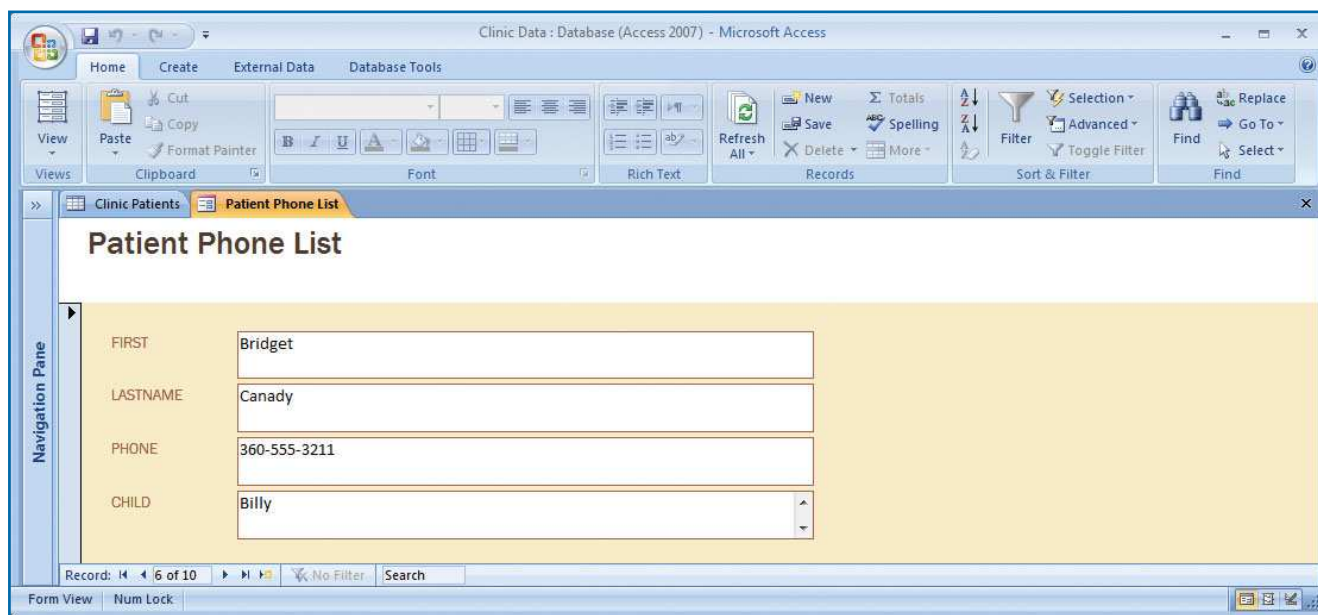 Clinic Data : Database (Access 2007) - Microsoft Access
Home Create External Data Database Tools
View
Views
Paste
Cut
Copy
Format Painter
Clipboard
B I U A
ab
Font
Rich Text
Refresh
All
New
Save
Delete
Σ Totals
ABC Spelling
More
Records
Filter
Selection
Advanced
Toggle Filter
Sort & Filter
Find
Replace
Go To
Select
Find
» Clinic Patients Patient Phone List
Navigation Pane
Patient Phone List
FIRST Bridget
LASTNAME Canady
PHONE 360-555-3211
CHILD Billy
Record: 6 of 10 No Filter Search
Form View Num Lock